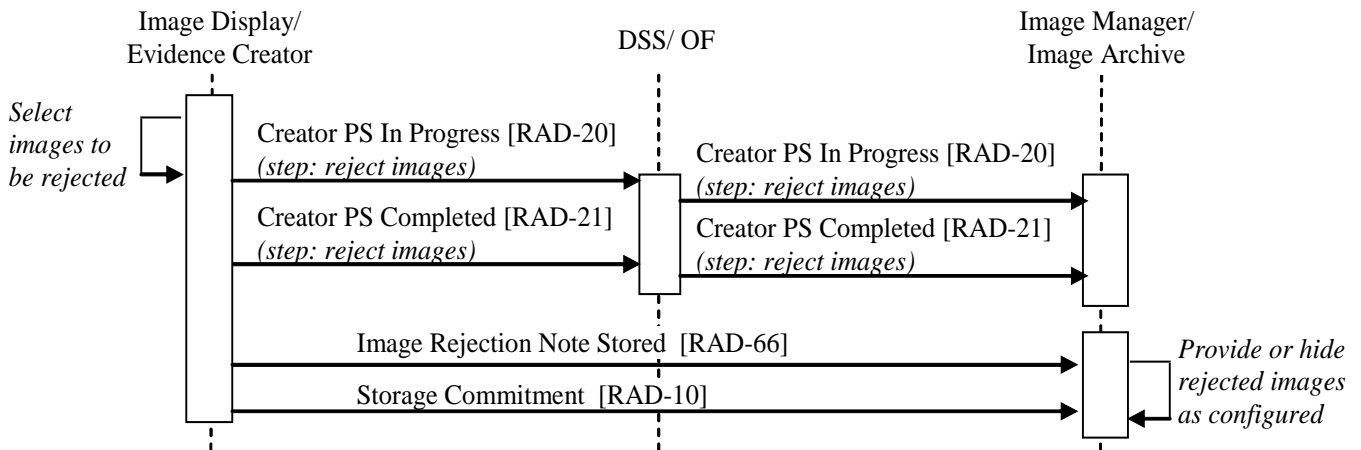 Image Display/
Evidence Creator
DSS/ OF
Image Manager/
Image Archive
Select
images to
be rejected
Creator PS In Progress [RAD-20]
(step: reject images)
Creator PS In Progress [RAD-20]
(step: reject images)
Creator PS Completed [RAD-21]
(step: reject images)
Creator PS Completed [RAD-21]
(step: reject images)
Image Rejection Note Stored [RAD-66]
Storage Commitment [RAD-10]
Provide or hide
rejected images
as configured